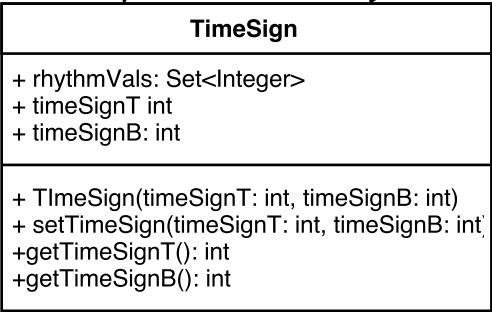 TimeSign
+ rhythmVals: Set<Integer>
+ timeSignT int
+ timeSignB: int
+ TImeSign(timeSignT: int, timeSignB: int)
+ setTimeSign(timeSignT: int, timeSignB: int)
+getTimeSignT(): int
+getTimeSignB(): int